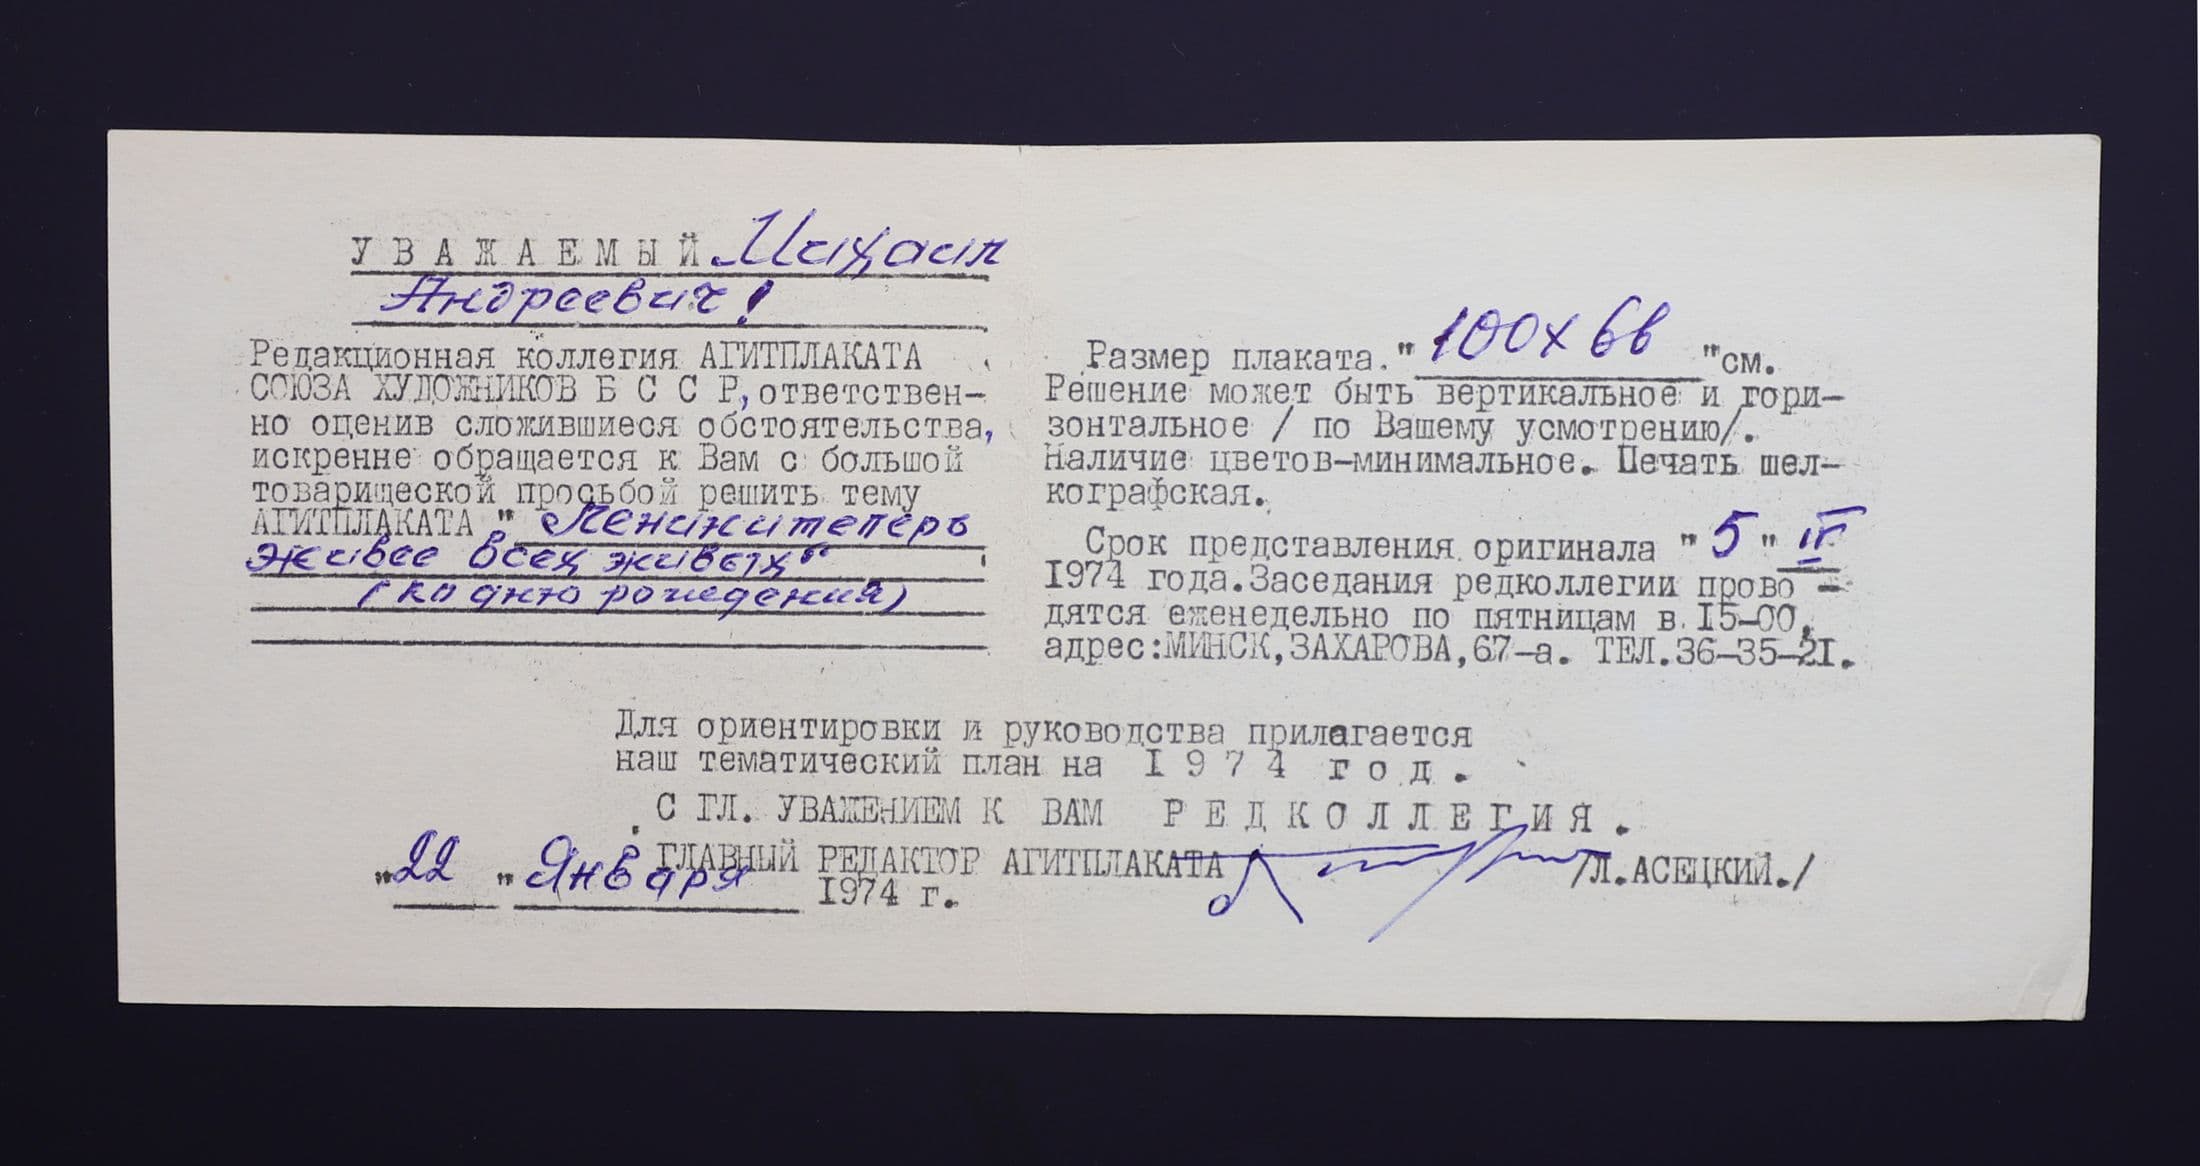 УВАЖАЕМЫЙ Михаил
Андреевич!
Редакционная коллегия АГИТПЛАКАТА
СОЮЗА ХУДОЖНИКОВ Б С С Р, ответствен-
но оценив сложившиеся обстоятельства,
искренне обращается к Вам с большой
товарищеской просьбой решить тему
АГИТПЛАКАТА " Ленин и теперь
живее всех живых"
(ко дню рождения)
Размер плаката "100х66"см.
Решение может быть вертикальное и гори-
зонтальное / по Вашему усмотрению/.
Наличие цветов-минимальное. Печать шел-
кографская.
Срок представления оригинала "5"
1974 года. Заседания редколлегии прово -
дятся еженедельно по пятницам в 15-00,
адрес:МИНСК,ЗАХАРОВА,67-а. ТЕЛ.36-35-21.
Для ориентировки и руководства прилагается
наш тематический план на 1 9 7 4 год.
С ГЛ. УВАЖЕНИЕМ К ВАМ РЕДКОЛЛЕГИЯ.
ГЛАВНЫЙ РЕДАКТОР АГИТПЛАКАТА /Л.АСЕЦКИЙ./
"22" Января 1974 г.